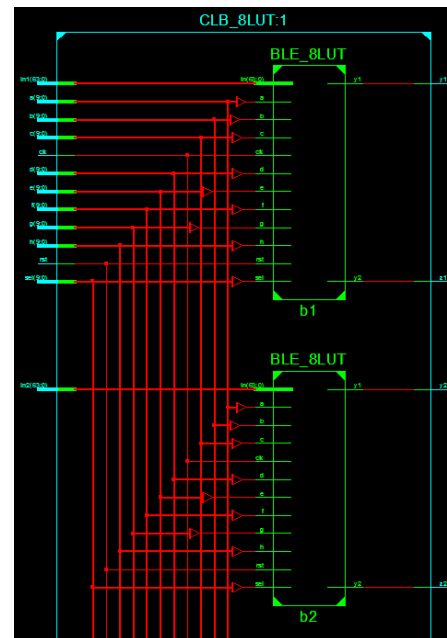 CLB_8LUT:1
BLE_8LUT
In1(63:0) In(63:0) y1 y1
a(9:0) a
b(9:0) b
c(9:0) c
clk clk
d(9:0) d
e(9:0) e
f(9:0) f
g(9:0) g
h(9:0) h
rst rst
sel(9:0) sel y2 z1
b1
BLE_8LUT
In2(63:0) In(63:0) y1 y2
a
b
c
clk
d
e
f
g
h
rst
sel y2 z2
b2